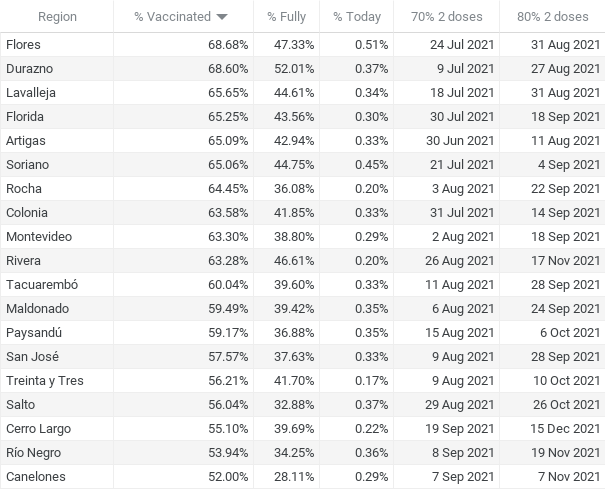 Region % Vaccinated % Fully % Today 70% 2 doses 80% 2 doses
Flores 68.68% 47.33% 0.51% 24 Jul 2021 31 Aug 2021
Durazno 68.60% 52.01% 0.37% 9 Jul 2021 27 Aug 2021
Lavalleja 65.65% 44.61% 0.34% 18 Jul 2021 31 Aug 2021
Florida 65.25% 43.56% 0.30% 30 Jul 2021 18 Sep 2021
Artigas 65.09% 42.94% 0.33% 30 Jun 2021 11 Aug 2021
Soriano 65.06% 44.75% 0.45% 21 Jul 2021 4 Sep 2021
Rocha 64.45% 36.08% 0.20% 3 Aug 2021 22 Sep 2021
Colonia 63.58% 41.85% 0.33% 31 Jul 2021 14 Sep 2021
Montevideo 63.30% 38.80% 0.29% 2 Aug 2021 18 Sep 2021
Rivera 63.28% 46.61% 0.20% 26 Aug 2021 17 Nov 2021
Tacuarembó 60.04% 39.60% 0.33% 11 Aug 2021 28 Sep 2021
Maldonado 59.49% 39.42% 0.35% 6 Aug 2021 24 Sep 2021
Paysandú 59.17% 36.88% 0.35% 15 Aug 2021 6 Oct 2021
San José 57.57% 37.63% 0.33% 9 Aug 2021 28 Sep 2021
Treinta y Tres 56.21% 41.70% 0.17% 9 Aug 2021 10 Oct 2021
Salto 56.04% 32.88% 0.37% 29 Aug 2021 26 Oct 2021
Cerro Largo 55.10% 39.69% 0.22% 19 Sep 2021 15 Dec 2021
Río Negro 53.94% 34.25% 0.36% 8 Sep 2021 19 Nov 2021
Canelones 52.00% 28.11% 0.29% 7 Sep 2021 7 Nov 2021